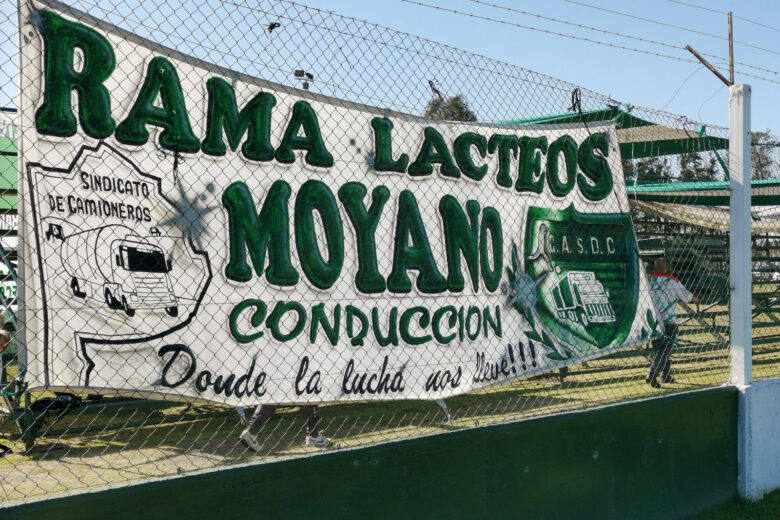 RAMA LACTEOS
SINDICATO
DE CAMIONEROS
MOYANO
C.A.S.D.C
CONDUCCION
Donde la lucha nos lleve!!!